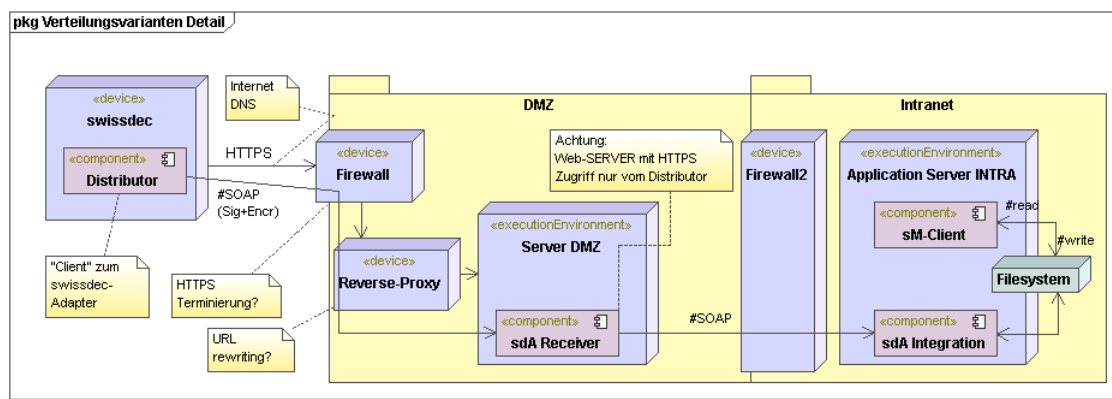 pkg Verteilungsvarianten Detail
«device»
swissdec
«component»
Distributor
"Client" zum
swissdec-
Adapter
Internet
DNS
HTTPS
#SOAP
(Sig+Encr)
HTTPS
Terminierung?
URL
rewriting?
DMZ
«device»
Firewall
«device»
Reverse-Proxy
Achtung:
Web-SERVER mit HTTPS
Zugriff nur vom Distributor
«executionEnvironment»
Server DMZ
«component»
sdA Receiver
#SOAP
«device»
Firewall2
Intranet
«executionEnvironment»
Application Server INTRA
«component»
sM-Client
#read
#write
Filesystem
«component»
sdA Integration